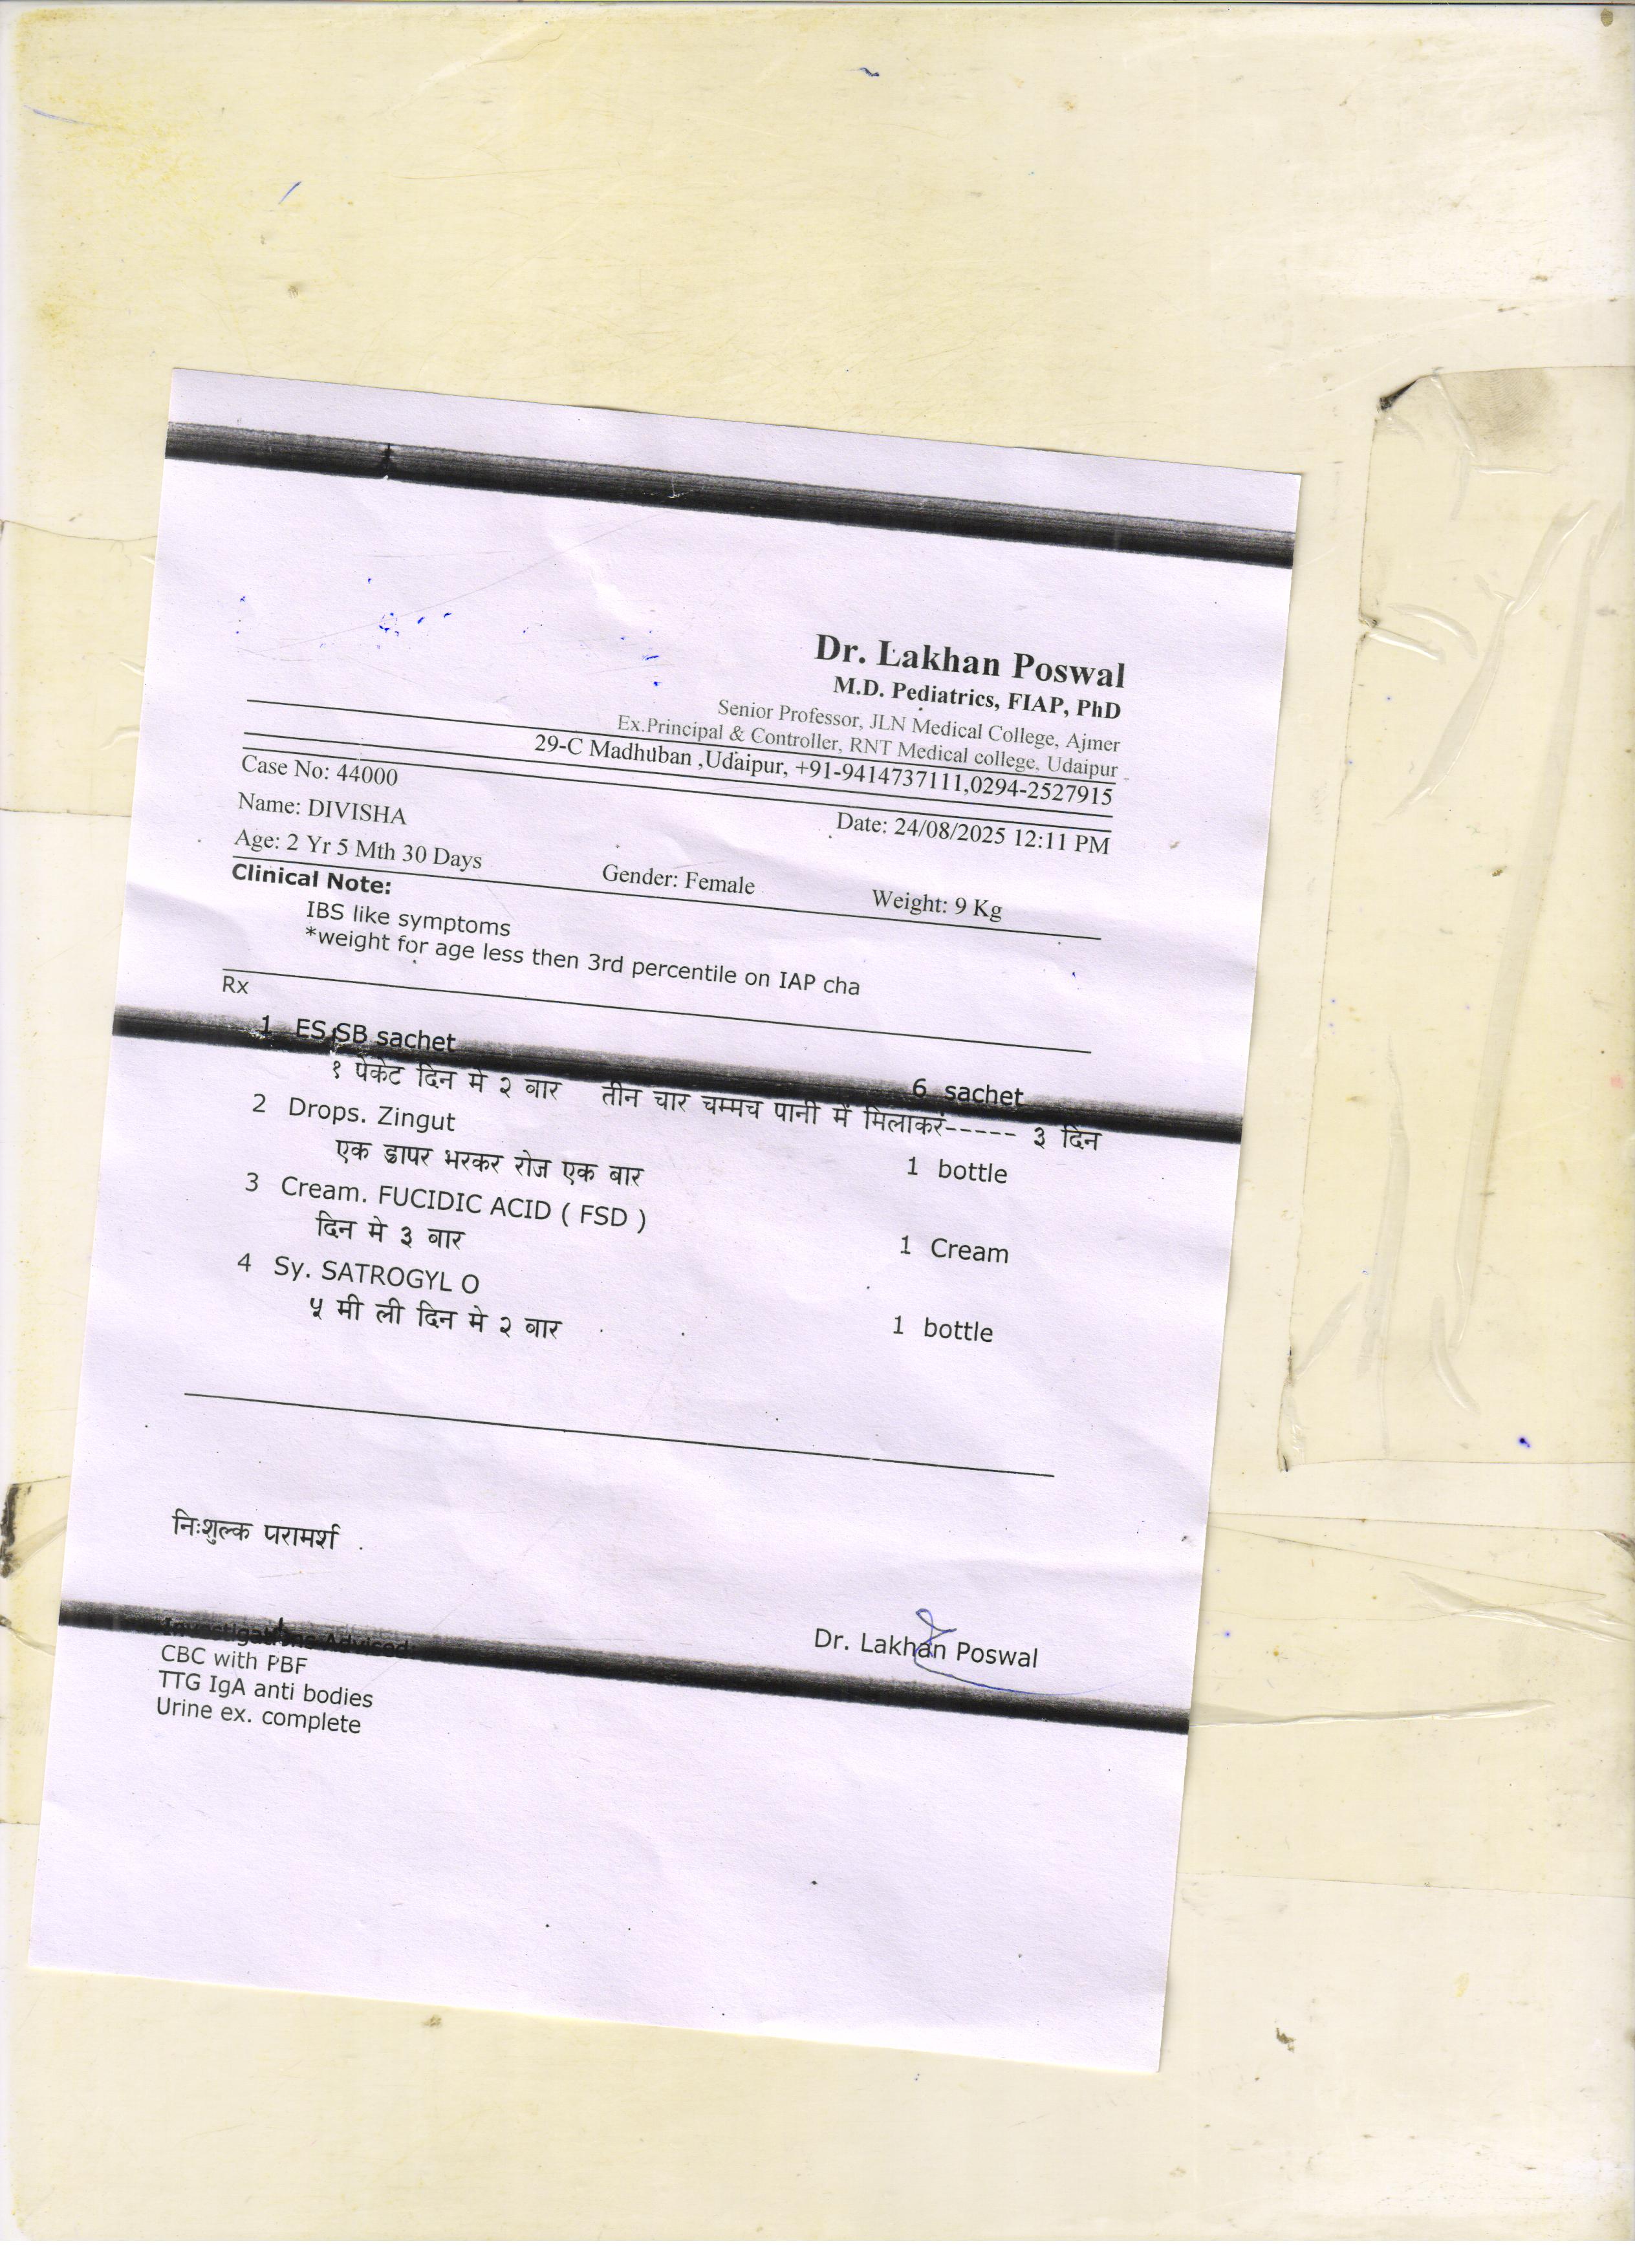 Dr. Lakhan Poswal
M.D. Pediatrics, FIAP, PhD
Senior Professor, JLN Medical College, Ajmer
Ex.Principal & Controller, RNT Medical college, Udaipur
29-C Madhuban ,Udaipur, +91-9414737111,0294-2527915
Case No: 44000
Date: 24/08/2025 12:11 PM
Name: DIVISHA
Age: 2 Yr 5 Mth 30 Days Gender: Female Weight: 9 Kg
Clinical Note:
IBS like symptoms
*weight for age less then 3rd percentile on IAP cha
Rx
1 ES SB sachet 6 sachet
१ पेकेट दिन मे २ बार तीन चार चम्मच पानी में मिलाकर----- ३ दिन
2 Drops. Zingut 1 bottle
एक ड्रापर भरकर रोज एक बार
3 Cream. FUCIDIC ACID ( FSD ) 1 Cream
दिन मे ३ बार
4 Sy. SATROGYL O 1 bottle
५ मी ली दिन मे २ बार
निःशुल्क परामर्श
Dr. Lakhan Poswal
Investigations Advised
CBC with PBF
TTG IgA anti bodies
Urine ex. complete